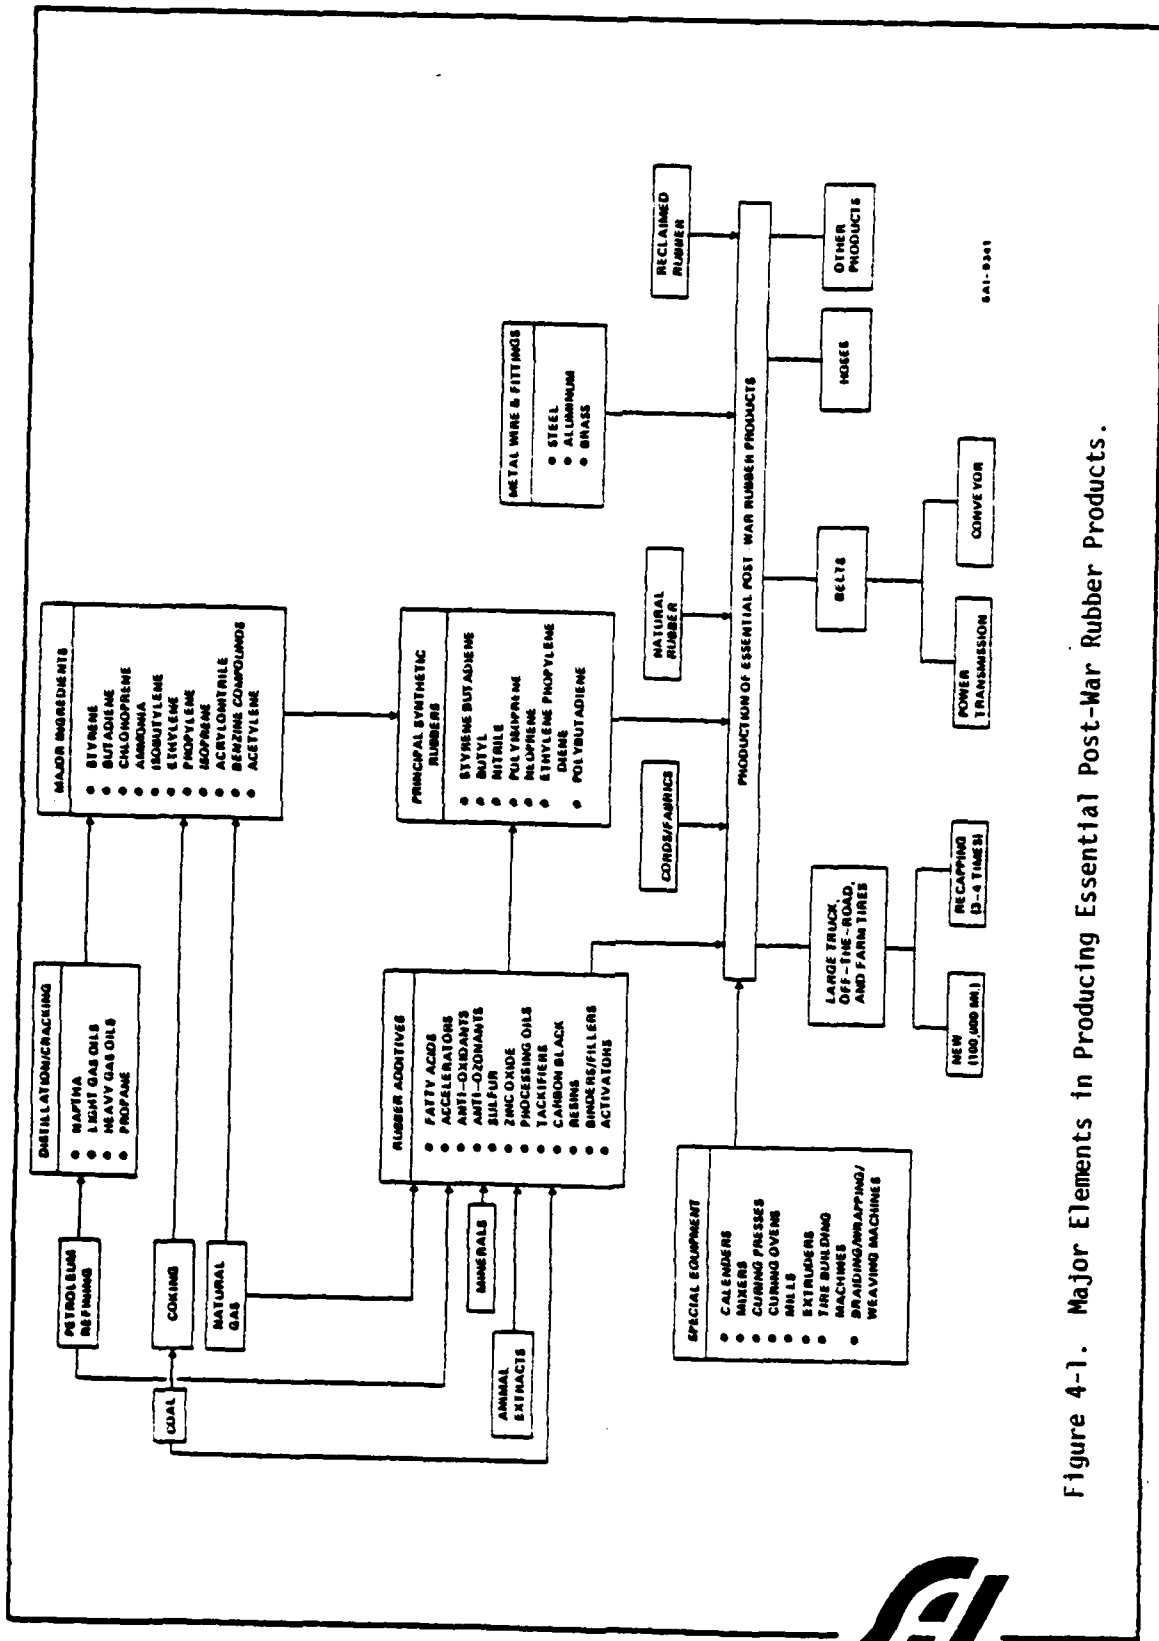 PETROLEUM
REFINING
DISTILLATION/CRACKING
● NAPTHA
● LIGHT GAS OILS
● HEAVY GAS OILS
● PROPANE
MAJOR INGREDIENTS
● STYRENE
● BUTADIENE
● CHLOROPRENE
● AMMONIA
● ISOBUTYLENE
● ETHYLENE
● PROPYLENE
● ISOPRENE
● ACRYLONITRILE
● BENZINE COMPOUNDS
● ACETYLENE
COAL
COKING
NATURAL
GAS
MINERALS
ANIMAL
EXTRACTS
RUBBER ADDITIVES
● FATTY ACIDS
● ACCELERATORS
● ANTI-OXIDANTS
● ANTI-OZONANTS
● SULFUR
● ZINC OXIDE
● PROCESSING OILS
● TACKIFIERS
● CARBON BLACK
● RESINS
● BINDERS/FILLERS
● ACTIVATORS
PRINCIPAL SYNTHETIC
RUBBERS
● STYRENE BUTADIENE
● BUTYL
● NITRILE
● POLYISOPRENE
● NEOPRENE
● ETHYLENE PROPYLENE
DIENE
● POLYBUTADIENE
METAL WIRE & FITTINGS
● STEEL
● ALUMINUM
● BRASS
CORDS/FABRICS
NATURAL
RUBBER
RECLAIMED
RUBBER
SPECIAL EQUIPMENT
● CALENDERS
● MIXERS
● CURING PRESSES
● CURING OVENS
● MILLS
● EXTRUDERS
● TIRE BUILDING
MACHINES
● BRAIDING/WRAPPING/
WEAVING MACHINES
PRODUCTION OF ESSENTIAL POST-WAR RUBBER PRODUCTS
LARGE TRUCK,
OFF-THE-ROAD,
AND FARM TIRES
BELTS
HOSES
OTHER
PRODUCTS
NEW
(100,000 MI.)
RECAPPING
(3-4 TIMES)
POWER
TRANSMISSION
CONVEYOR
SAI-9341
Figure 4-1. Major Elements in Producing Essential Post-War Rubber Products.